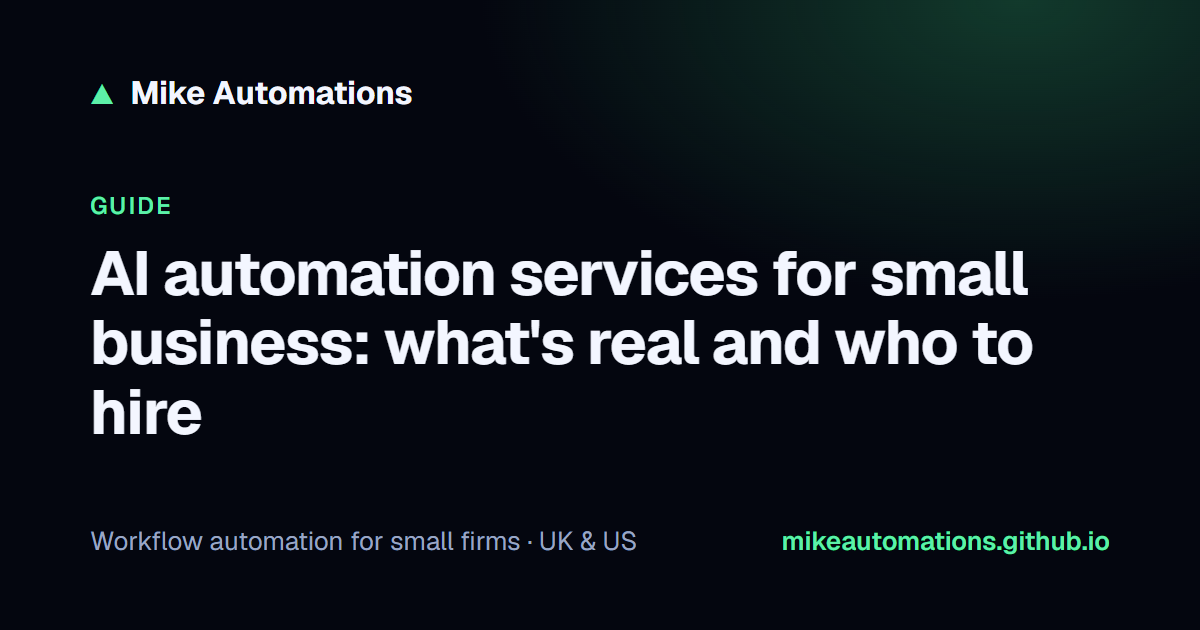 Mike Automations
GUIDE
AI automation services for small
business: what's real and who to
hire
Workflow automation for small firms · UK & US
mikeautomations.github.io